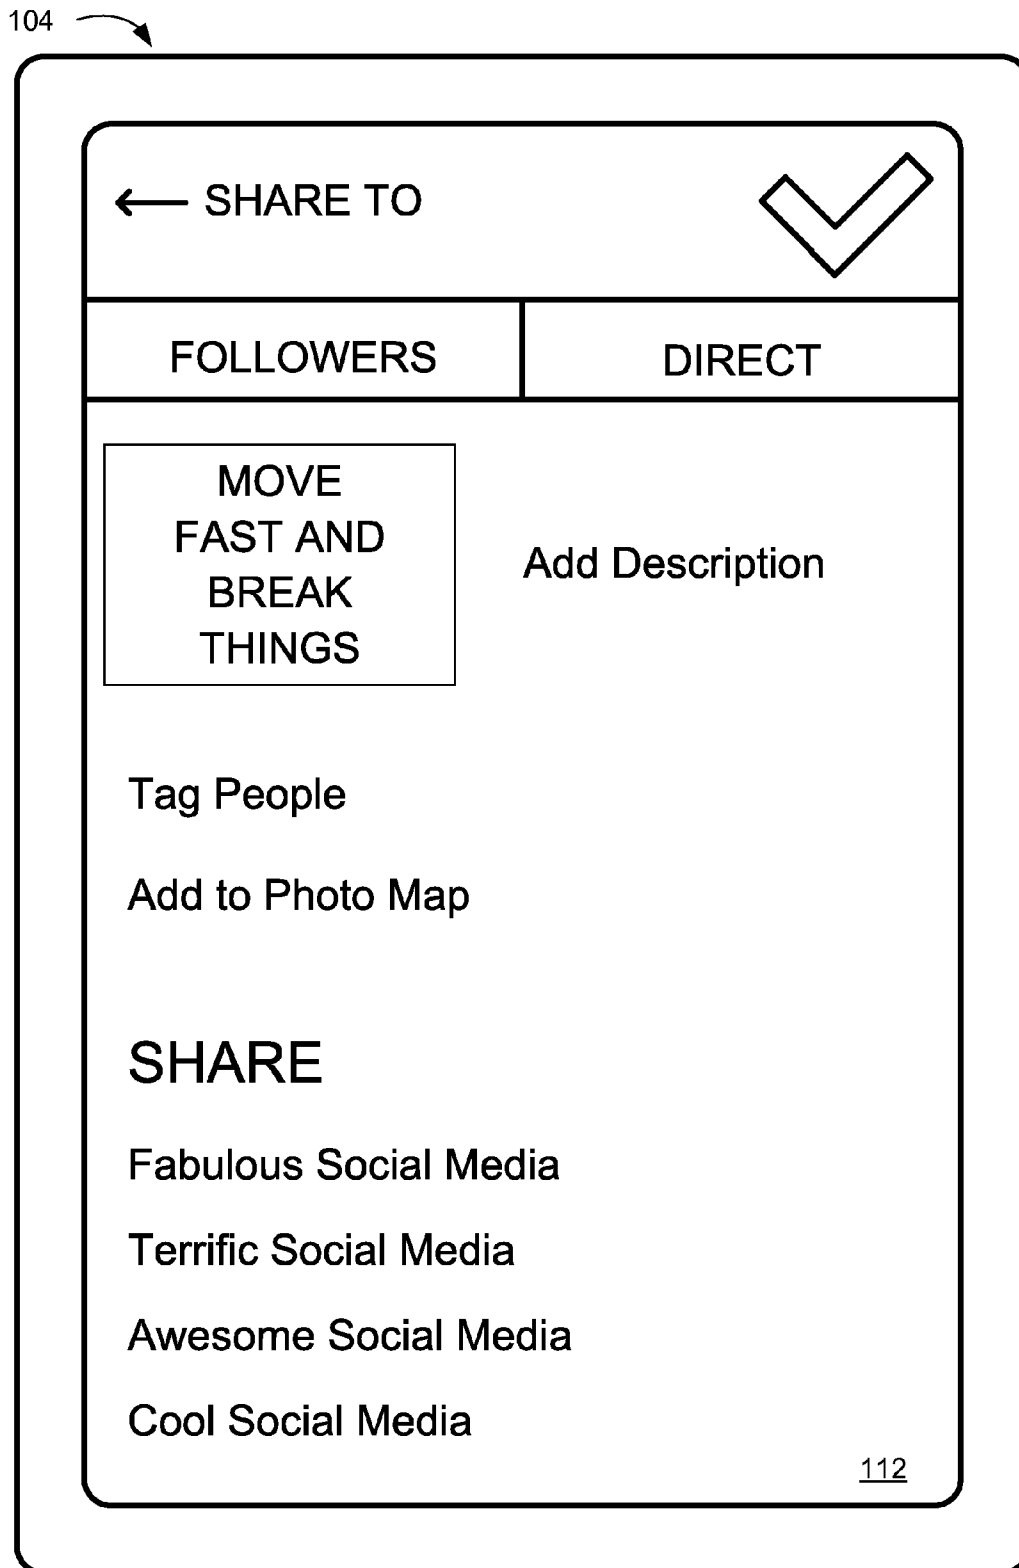 104
SHARE TO
FOLLOWERS
DIRECT
MOVE
FAST AND
BREAK
THINGS
Add Description
Tag People
Add to Photo Map
SHARE
Fabulous Social Media
Terrific Social Media
Awesome Social Media
Cool Social Media
112